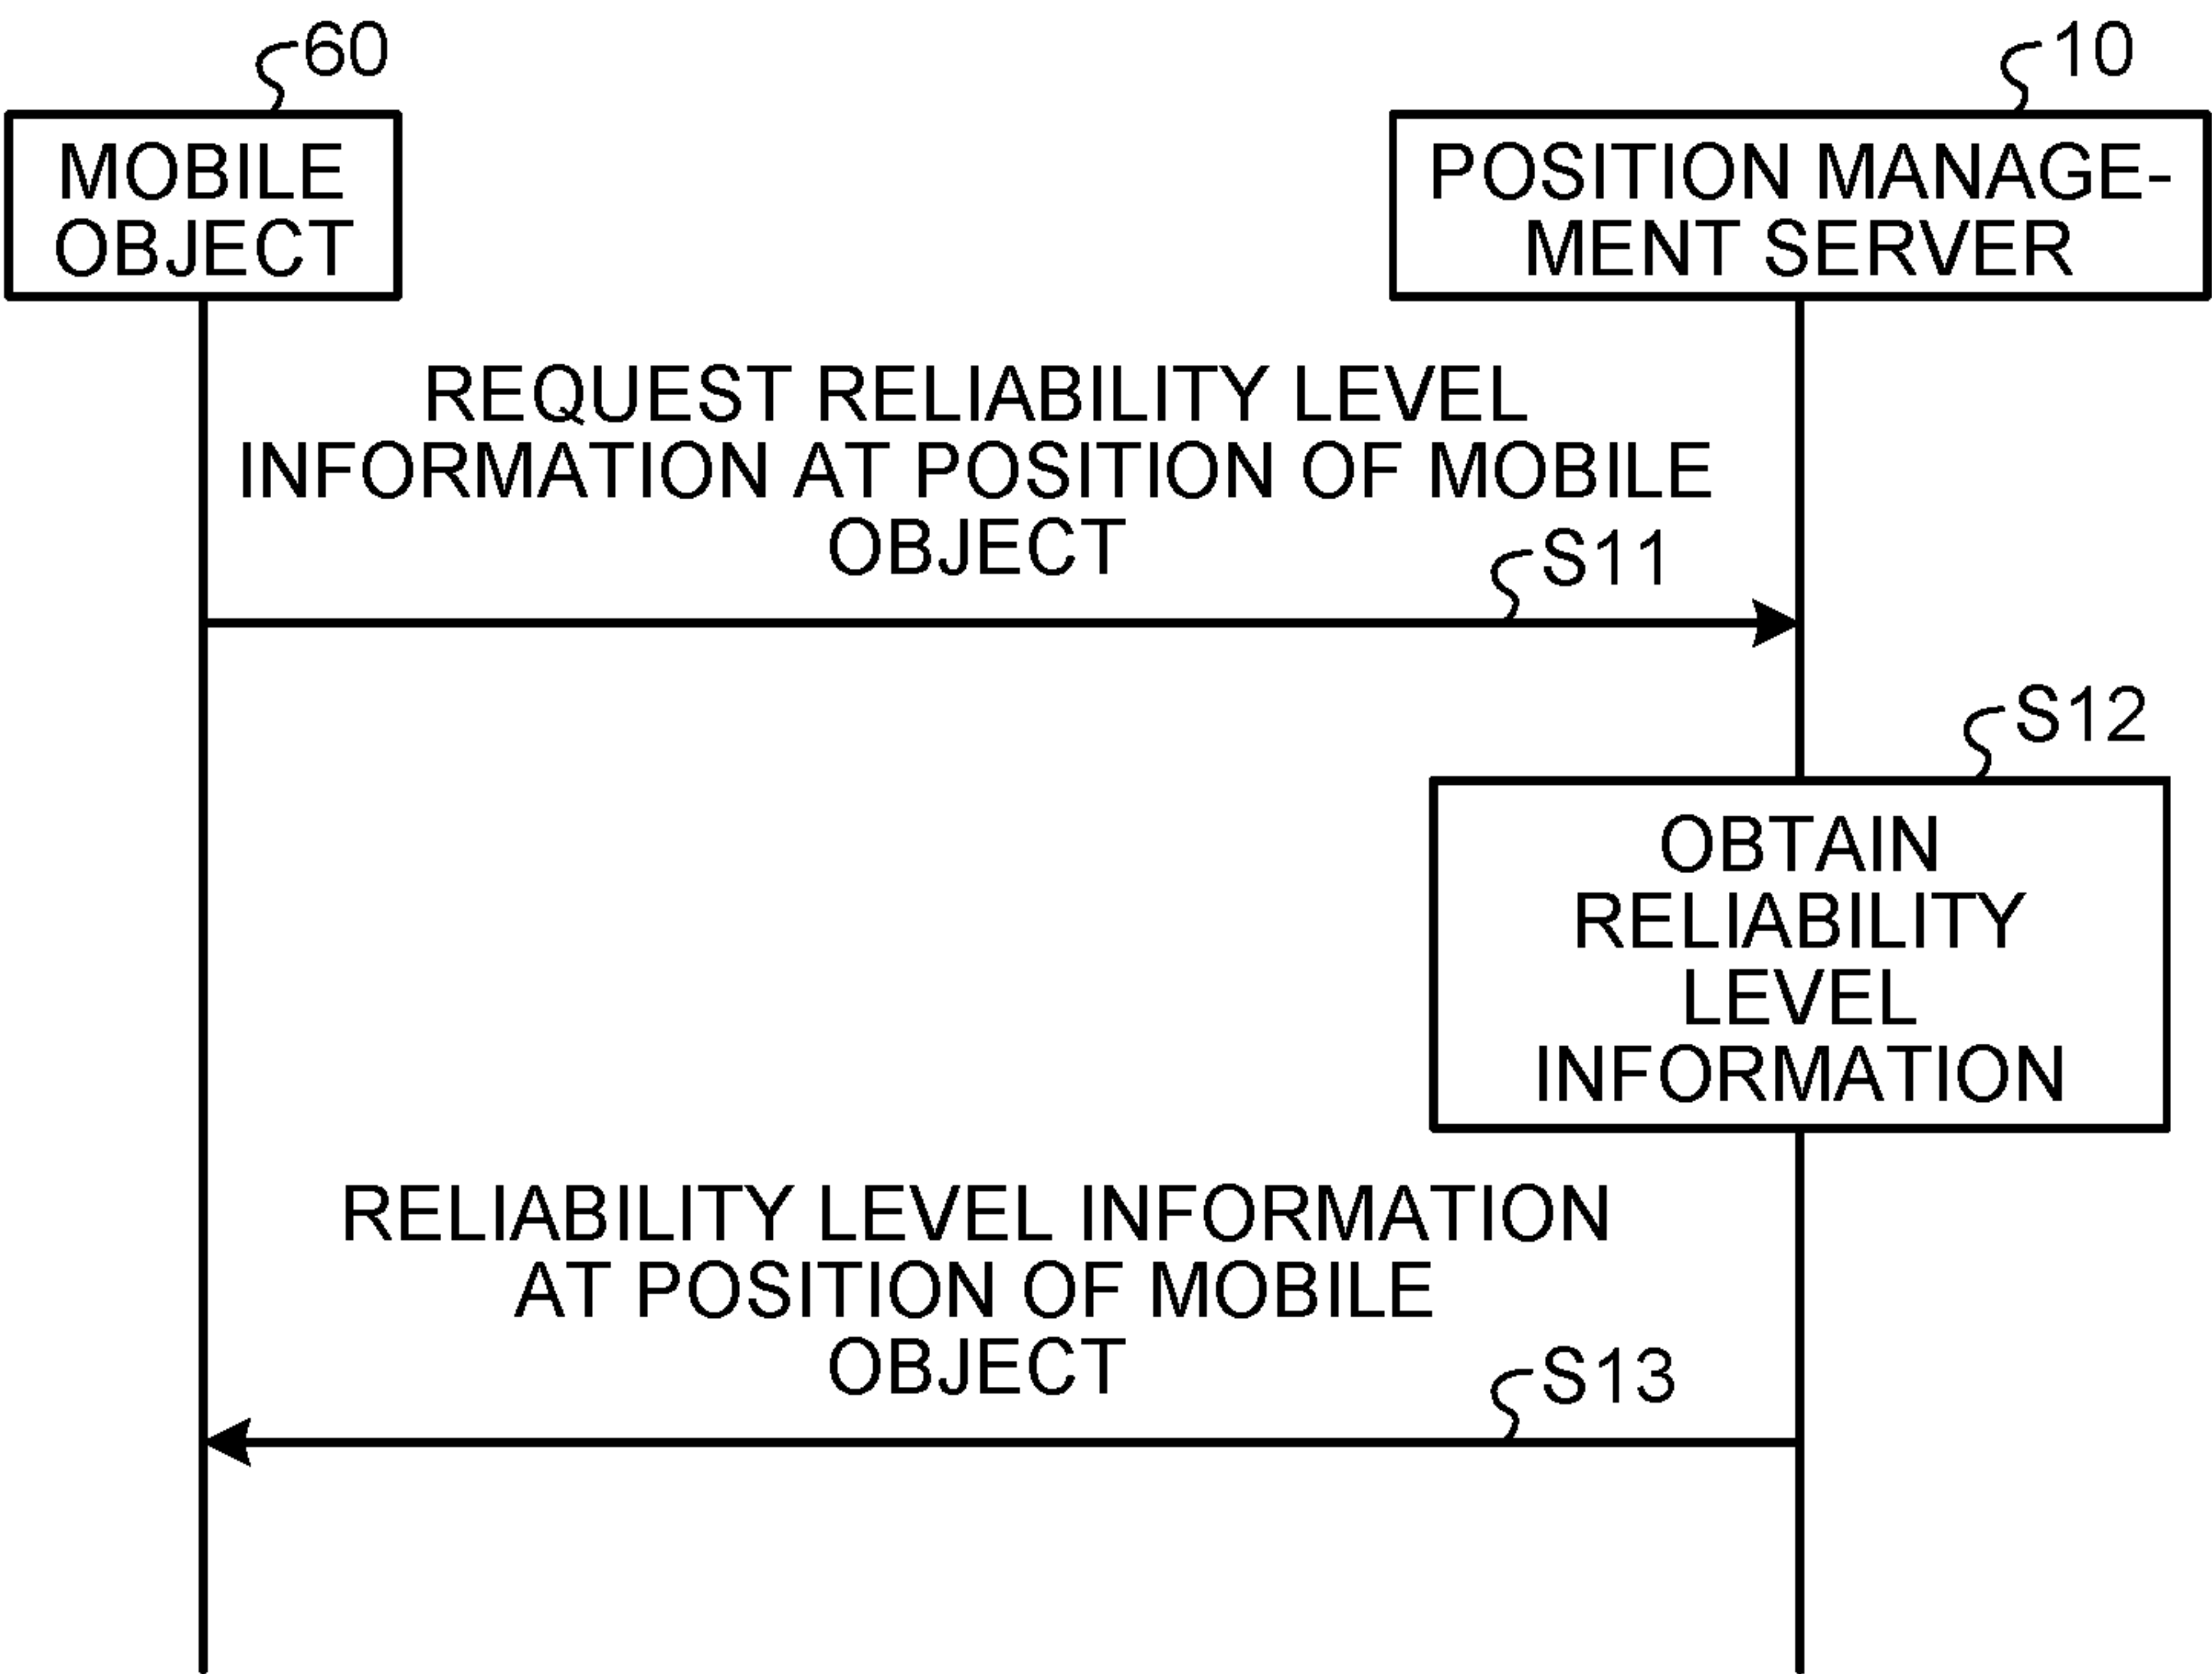 60
10
MOBILE
OBJECT
POSITION MANAGE-
MENT SERVER
REQUEST RELIABILITY LEVEL
INFORMATION AT POSITION OF MOBILE
OBJECT
S11
S12
OBTAIN
RELIABILITY
LEVEL
INFORMATION
RELIABILITY LEVEL INFORMATION
AT POSITION OF MOBILE
OBJECT
S13